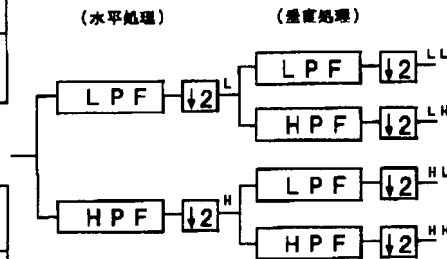 (水平処理) (垂直処理)
LPF ↓2 L LPF ↓2 LL
HPF ↓2 LH
HPF ↓2 H LPF ↓2 HL
HPF ↓2 HH